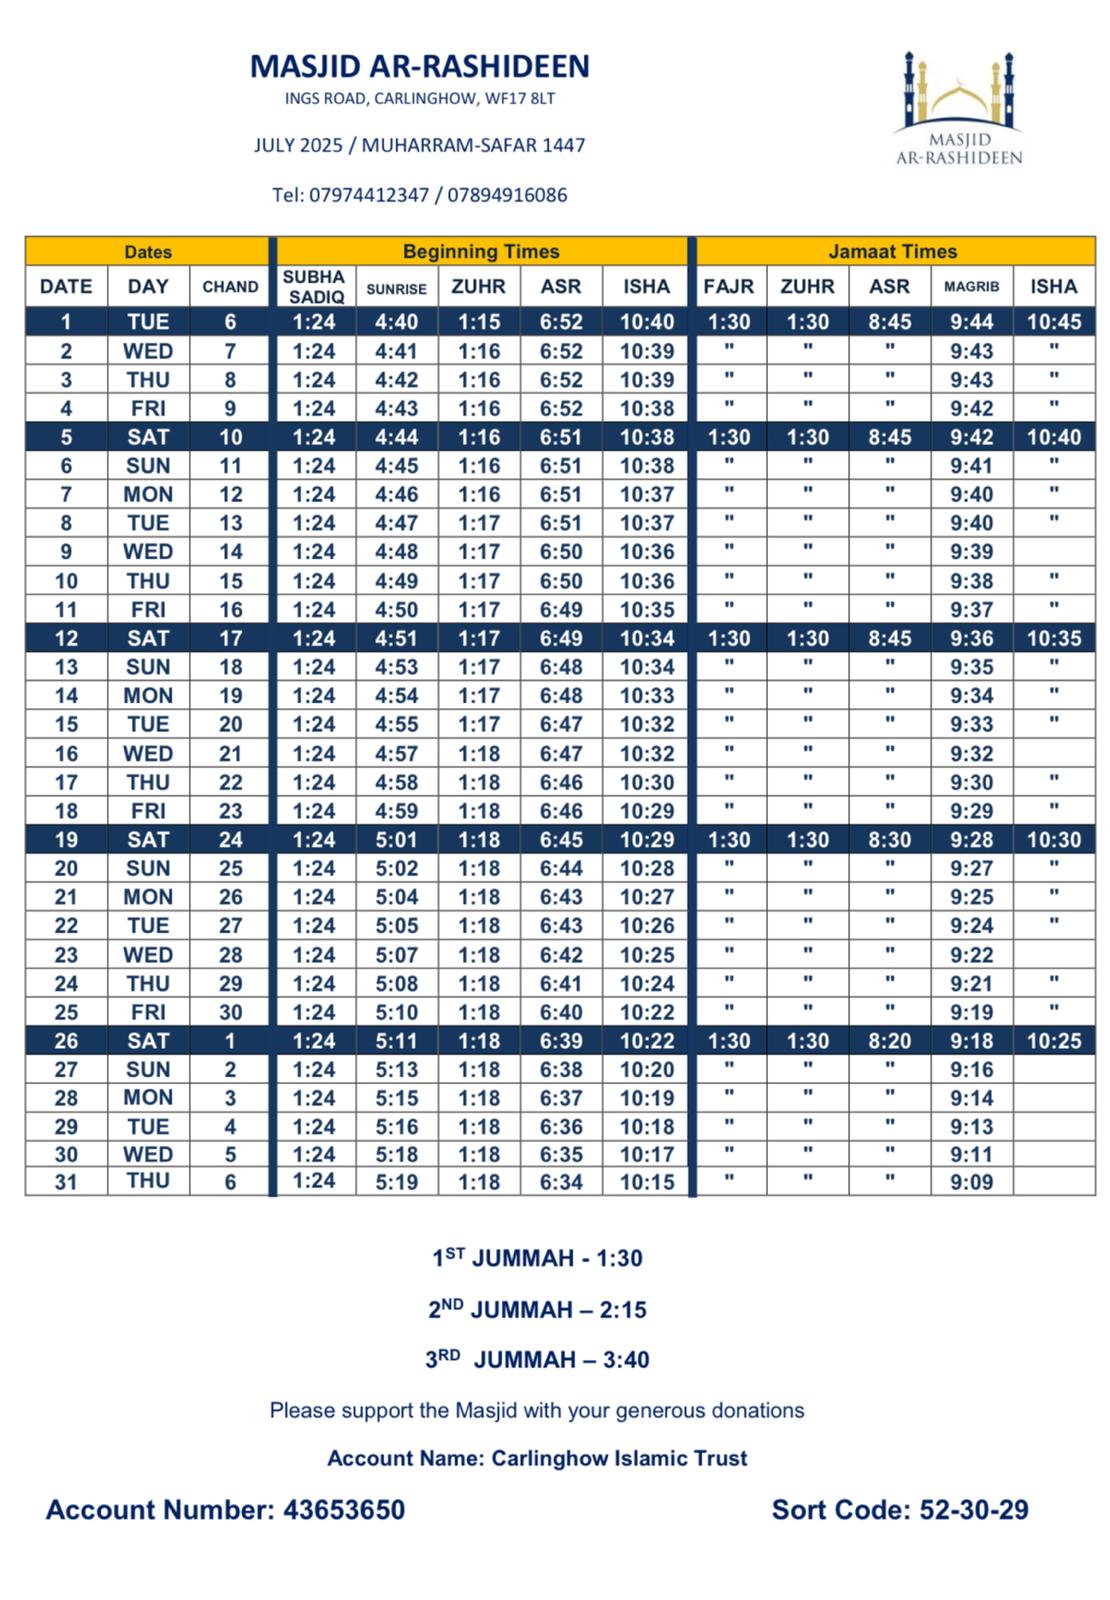 MASJID AR-RASHIDEEN
INGS ROAD, CARLINGHOW, WF17 8LT
JULY 2025 / MUHARRAM-SAFAR 1447
Tel: 07974412347 / 07894916086
MASJID
AR-RASHIDEEN
Dates Beginning Times Jamaat Times
DATE DAY CHAND SUBHA SADIQ SUNRISE ZUHR ASR ISHA FAJR ZUHR ASR MAGRIB ISHA
1 TUE 6 1:24 4:40 1:15 6:52 10:40 1:30 1:30 8:45 9:44 10:45
2 WED 7 1:24 4:41 1:16 6:52 10:39 " " " 9:43 "
3 THU 8 1:24 4:42 1:16 6:52 10:39 " " " 9:43 "
4 FRI 9 1:24 4:43 1:16 6:52 10:38 " " " 9:42 "
5 SAT 10 1:24 4:44 1:16 6:51 10:38 1:30 1:30 8:45 9:42 10:40
6 SUN 11 1:24 4:45 1:16 6:51 10:38 " " " 9:41 "
7 MON 12 1:24 4:46 1:16 6:51 10:37 " " " 9:40 "
8 TUE 13 1:24 4:47 1:17 6:51 10:37 " " " 9:40 "
9 WED 14 1:24 4:48 1:17 6:50 10:36 " " " 9:39
10 THU 15 1:24 4:49 1:17 6:50 10:36 " " " 9:38 "
11 FRI 16 1:24 4:50 1:17 6:49 10:35 " " " 9:37 "
12 SAT 17 1:24 4:51 1:17 6:49 10:34 1:30 1:30 8:45 9:36 10:35
13 SUN 18 1:24 4:53 1:17 6:48 10:34 " " " 9:35 "
14 MON 19 1:24 4:54 1:17 6:48 10:33 " " " 9:34 "
15 TUE 20 1:24 4:55 1:17 6:47 10:32 " " " 9:33 "
16 WED 21 1:24 4:57 1:18 6:47 10:32 " " " 9:32
17 THU 22 1:24 4:58 1:18 6:46 10:30 " " " 9:30 "
18 FRI 23 1:24 4:59 1:18 6:46 10:29 " " " 9:29 "
19 SAT 24 1:24 5:01 1:18 6:45 10:29 1:30 1:30 8:30 9:28 10:30
20 SUN 25 1:24 5:02 1:18 6:44 10:28 " " " 9:27 "
21 MON 26 1:24 5:04 1:18 6:43 10:27 " " " 9:25 "
22 TUE 27 1:24 5:05 1:18 6:43 10:26 " " " 9:24 "
23 WED 28 1:24 5:07 1:18 6:42 10:25 " " " 9:22
24 THU 29 1:24 5:08 1:18 6:41 10:24 " " " 9:21 "
25 FRI 30 1:24 5:10 1:18 6:40 10:22 " " " 9:19 "
26 SAT 1 1:24 5:11 1:18 6:39 10:22 1:30 1:30 8:20 9:18 10:25
27 SUN 2 1:24 5:13 1:18 6:38 10:20 " " " 9:16
28 MON 3 1:24 5:15 1:18 6:37 10:19 " " " 9:14
29 TUE 4 1:24 5:16 1:18 6:36 10:18 " " " 9:13
30 WED 5 1:24 5:18 1:18 6:35 10:17 " " " 9:11
31 THU 6 1:24 5:19 1:18 6:34 10:15 " " " 9:09
1ST JUMMAH - 1:30
2ND JUMMAH – 2:15
3RD JUMMAH – 3:40
Please support the Masjid with your generous donations
Account Name: Carlinghow Islamic Trust
Account Number: 43653650 Sort Code: 52-30-29